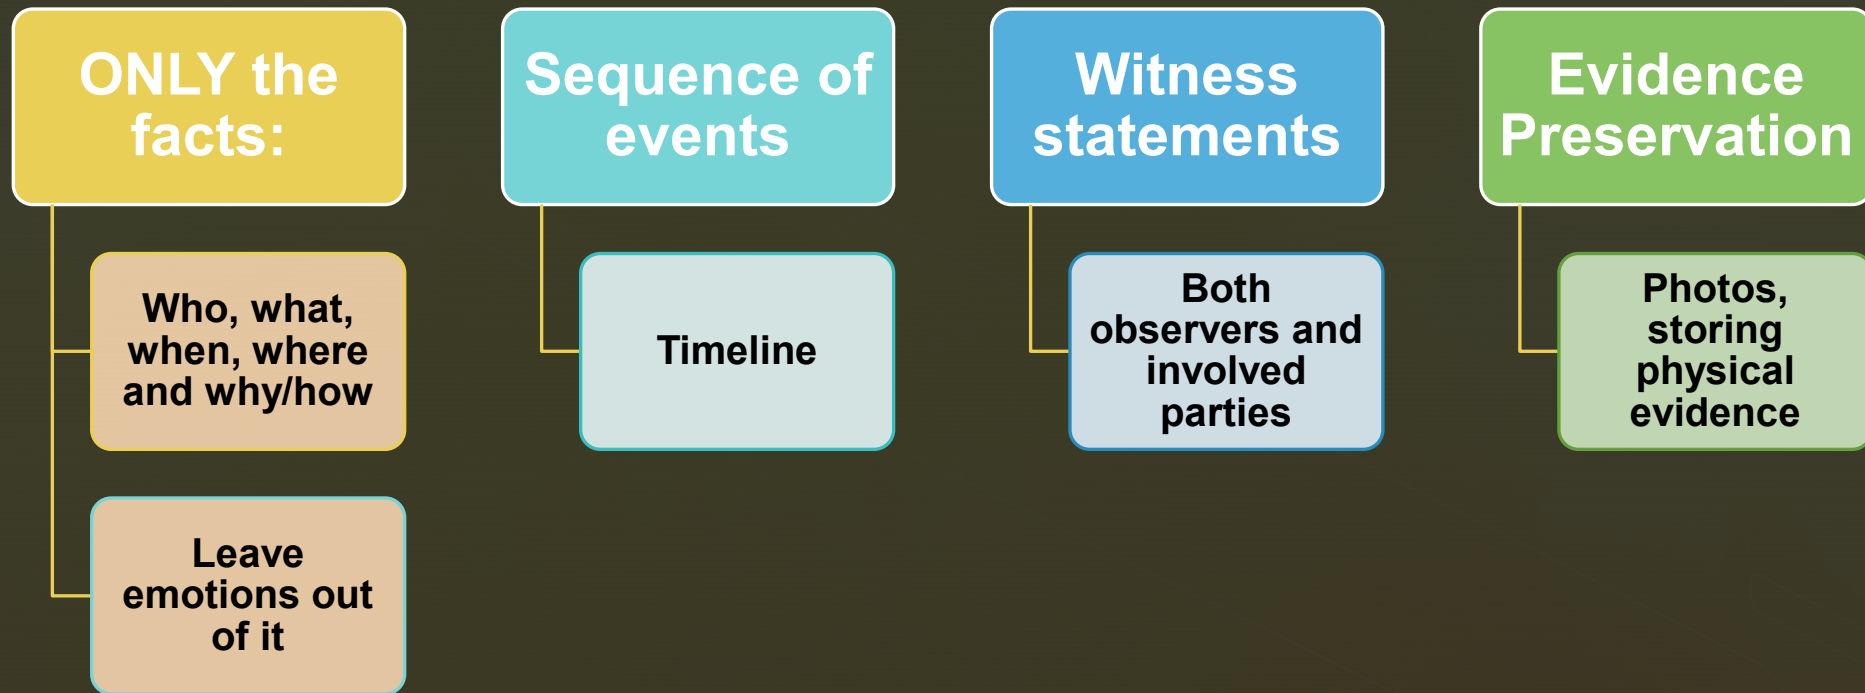 ONLY the
facts:
Who, what,
when, where
and why/how
Leave
emotions out
of it
Sequence of
events
Timeline
Witness
statements
Both
observers and
involved
parties
Evidence
Preservation
Photos,
storing
physical
evidence